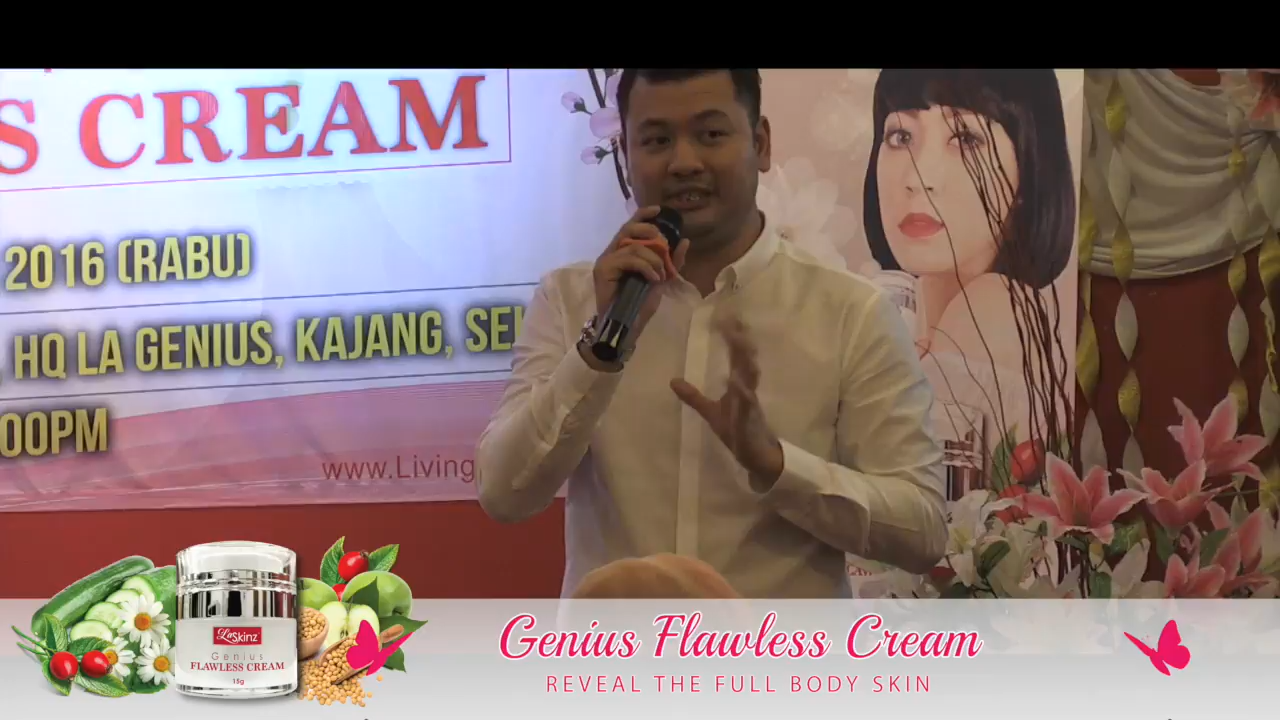 S CREAM
2016 (RABU)
, HQ LA GENIUS, KAJANG, SEL
00PM
www.Living
LaSkinz
Genius
FLAWLESS CREAM
15g
Genius Flawless Cream
REVEAL THE FULL BODY SKIN